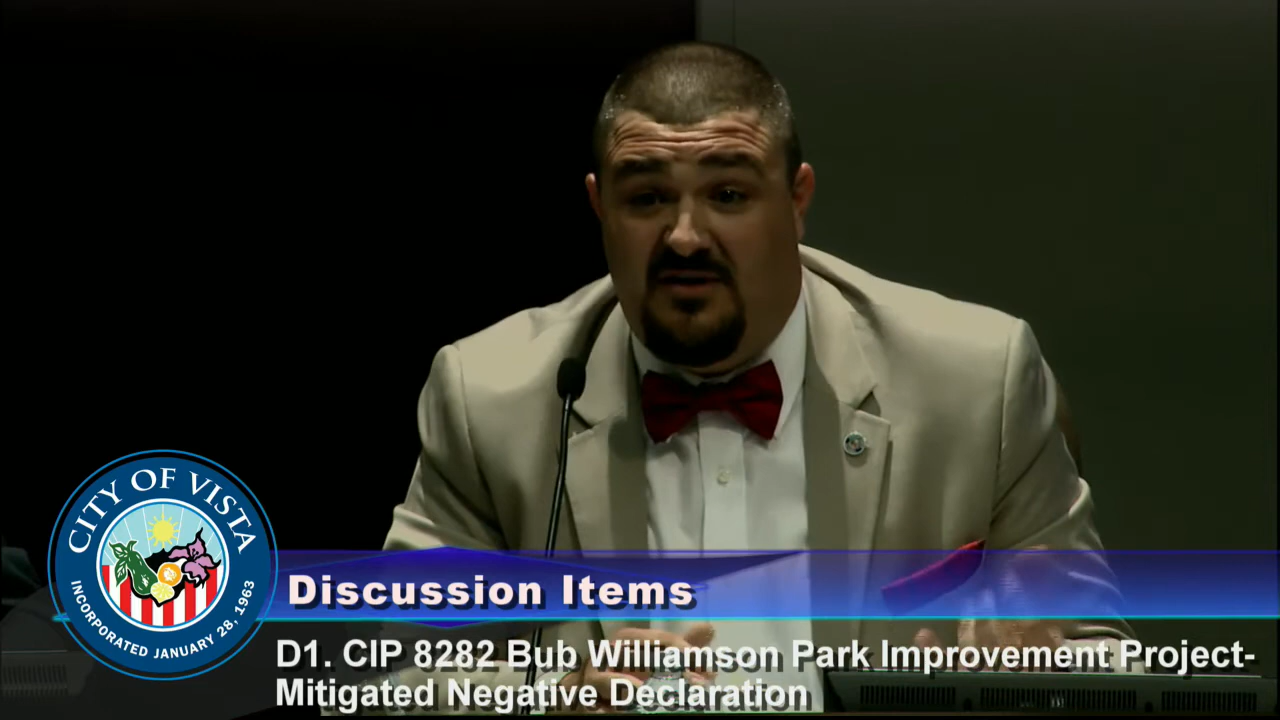 CITY OF VISTA
INCORPORATED JANUARY 28, 1963
Discussion Items
D1. CIP 8282 Bub Williamson Park Improvement Project-
Mitigated Negative Declaration